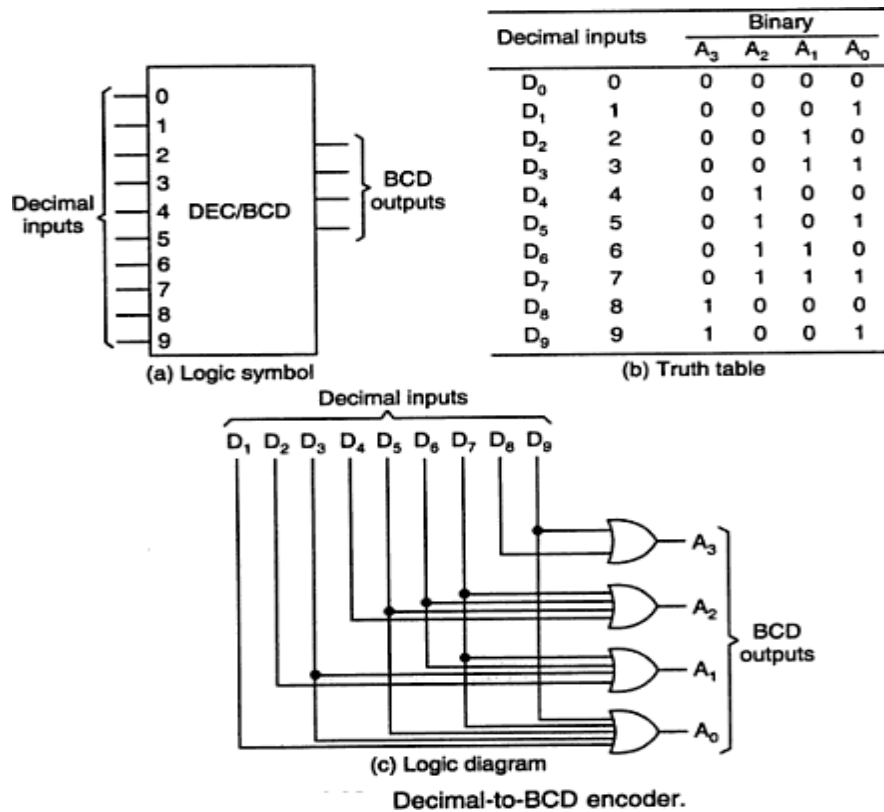 0
1
2
3
4
5
6
7
8
9
Decimal
inputs
DEC/BCD
BCD
outputs
(a) Logic symbol
Decimal inputs Binary
A₃ A₂ A₁ A₀
D₀ 0 0 0 0 0
D₁ 1 0 0 0 1
D₂ 2 0 0 1 0
D₃ 3 0 0 1 1
D₄ 4 0 1 0 0
D₅ 5 0 1 0 1
D₆ 6 0 1 1 0
D₇ 7 0 1 1 1
D₈ 8 1 0 0 0
D₉ 9 1 0 0 1
(b) Truth table
Decimal inputs
D₁ D₂ D₃ D₄ D₅ D₆ D₇ D₈ D₉
A₃
A₂
A₁
A₀
BCD
outputs
(c) Logic diagram
Decimal-to-BCD encoder.